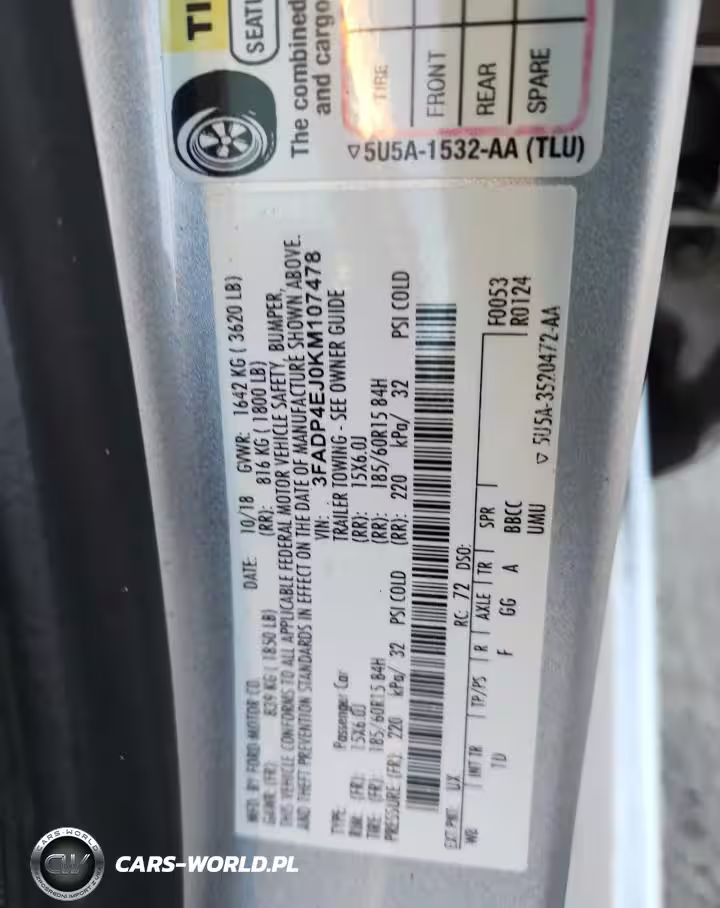 TI
SEATI
The combined
and cargo
TIRE
FRONT
REAR
SPARE
▽5U5A-1532-AA (TLU)
MFD. BY FORD MOTOR CO. DATE: 10/18 GVWR: 1642 KG ( 3620 LB)
GAWR (FR): 839 KG ( 1850 LB) (RR): 816 KG ( 1800 LB)
THIS VEHICLE CONFORMS TO ALL APPLICABLE FEDERAL MOTOR VEHICLE SAFETY, BUMPER,
AND THEFT PREVENTION STANDARDS IN EFFECT ON THE DATE OF MANUFACTURE SHOWN ABOVE.
VIN: 3FADP4EJ0KM107478
TYPE: Passenger Car TRAILER TOWING - SEE OWNER GUIDE
RIM: (FR): 15X6.0J (RR): 15X6.0J
TIRE (FR): 185/60R15 84H (RR): 185/60R15 84H
PRESSURE (FR): 220 kPa/ 32 PSI COLD (RR): 220 kPa/ 32 PSI COLD
EXT PNT: UX RC: 72 DSO: F0053
WB INT TR TP/PS R AXLE TR SPR R0124
TD F GG A BBCC
UMU ▽ 5U5A-3520472-AA
CARS-WORLD
CW
CARS-WORLD.PL